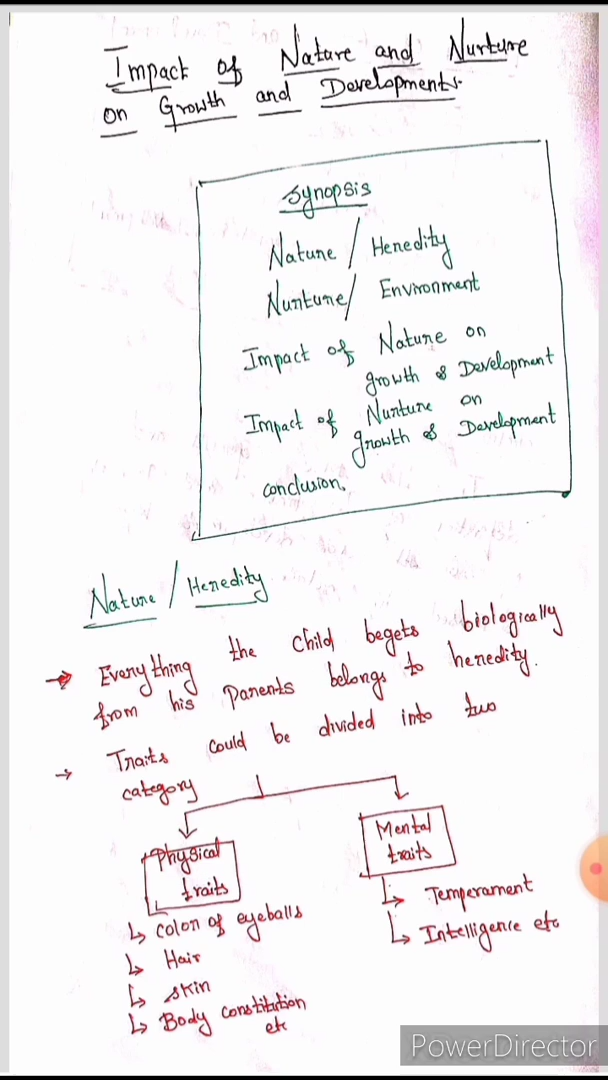 Impact of Nature and Nurture
on Growth and Developments.
Synopsis
Nature / Heredity
Nurture / Environment
Impact of Nature on
growth & Development
Impact of Nurture on
growth & Development
conclusion.
Nature / Heredity
→ Everything the child begets biologically
from his parents belongs to heredity.
→ Traits could be divided into two
category
Physical
traits
↳ Color of eyeballs
↳ Hair
↳ skin
↳ Body constitution
etc
Mental
traits
↳ Temperament
↳ Intelligence etc
PowerDirector